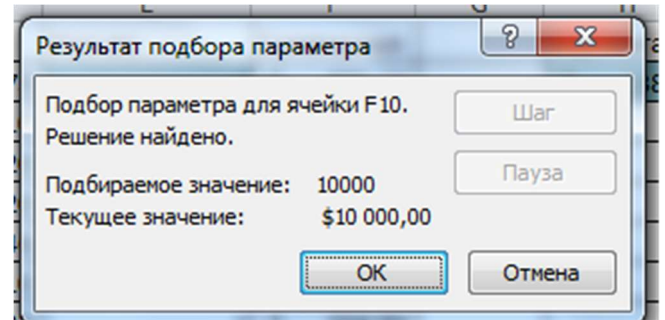 Результат подбора параметра
Подбор параметра для ячейки F10.
Решение найдено.
Подбираемое значение: 10000
Текущее значение: $10 000,00
Шаг
Пауза
ОК
Отмена